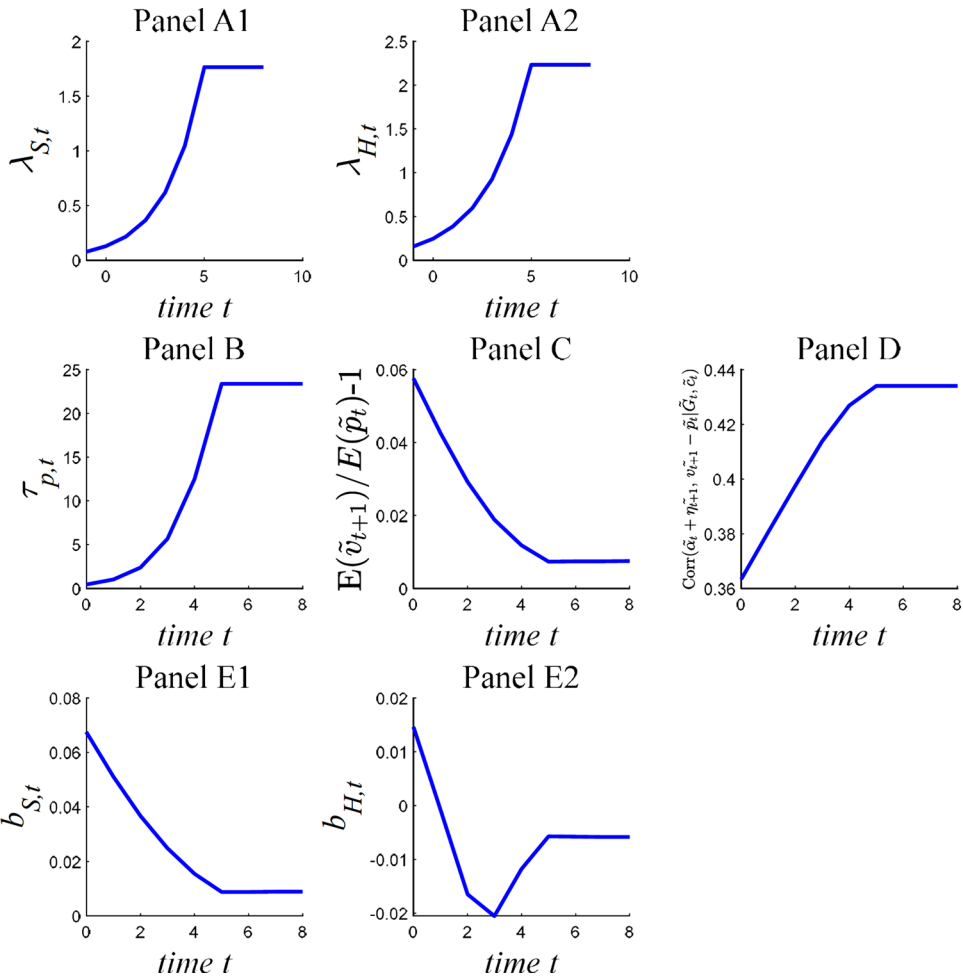 Panel A1
2
1.5
1
0.5
0
λS,t
0 5 10
time t
Panel A2
2.5
2
1.5
1
0.5
0
λH,t
0 5 10
time t
Panel B
25
20
15
10
5
0
τp,t
0 2 4 6 8
time t
Panel C
0.06
0.04
0.02
0
E(ṽt+1)/E(p̃t)-1
0 2 4 6 8
time t
Panel D
0.44
0.42
0.4
0.38
0.36
Corr(α̃t + η̃t+1, ṽt+1 − p̃t|G̃t, c̃t)
0 2 4 6 8
time t
Panel E1
0.08
0.06
0.04
0.02
0
bS,t
0 2 4 6 8
time t
Panel E2
0.02
0.01
0
-0.01
-0.02
bH,t
0 2 4 6 8
time t